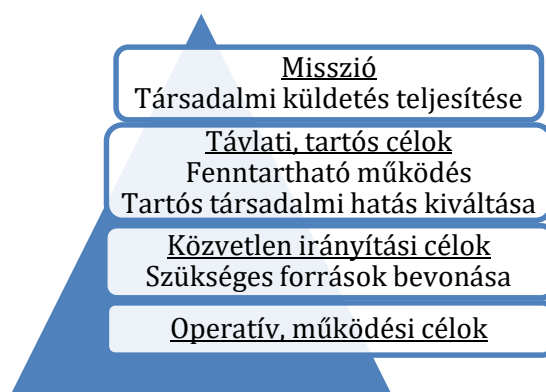 Misszió
Társadalmi küldetés teljesítése
Távlati, tartós célok
Fenntartható működés
Tartós társadalmi hatás kiváltása
Közvetlen irányítási célok
Szükséges források bevonása
Operatív, működési célok